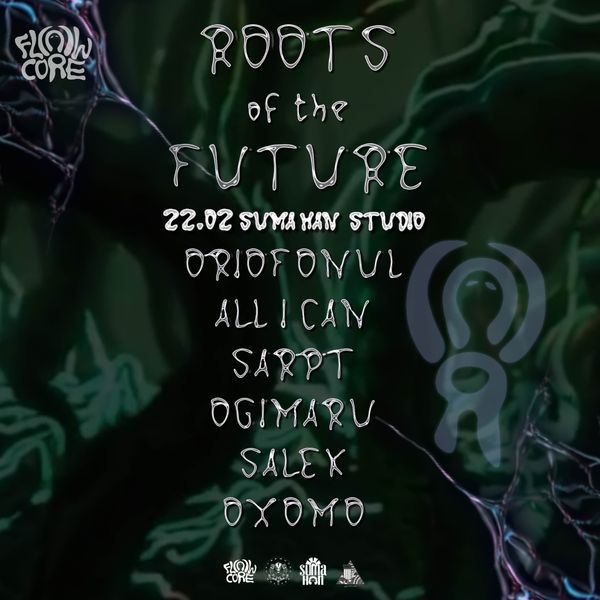 FLOW
CORE
ROOTS
of the
FUTURE
22.02 SUMA HAN STUDIO
ORIOFONUL
ALL I CAN
SARPT
OGIMARU
SALEK
OXOMO
FLOW
CORE
suma
HAN